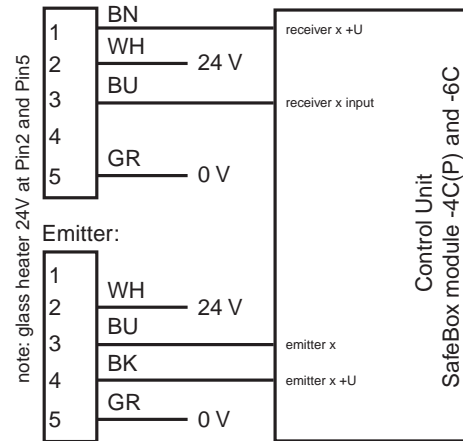 BN
1
receiver x +U
WH
2
24 V
BU
3
receiver x input
4
GR
5
0 V
Emitter:
1
WH
2
24 V
BU
3
emitter x
BK
4
emitter x +U
GR
5
0 V
note: glass heater 24V at Pin2 and Pin5
Control Unit
SafeBox module -4C(P) and -6C